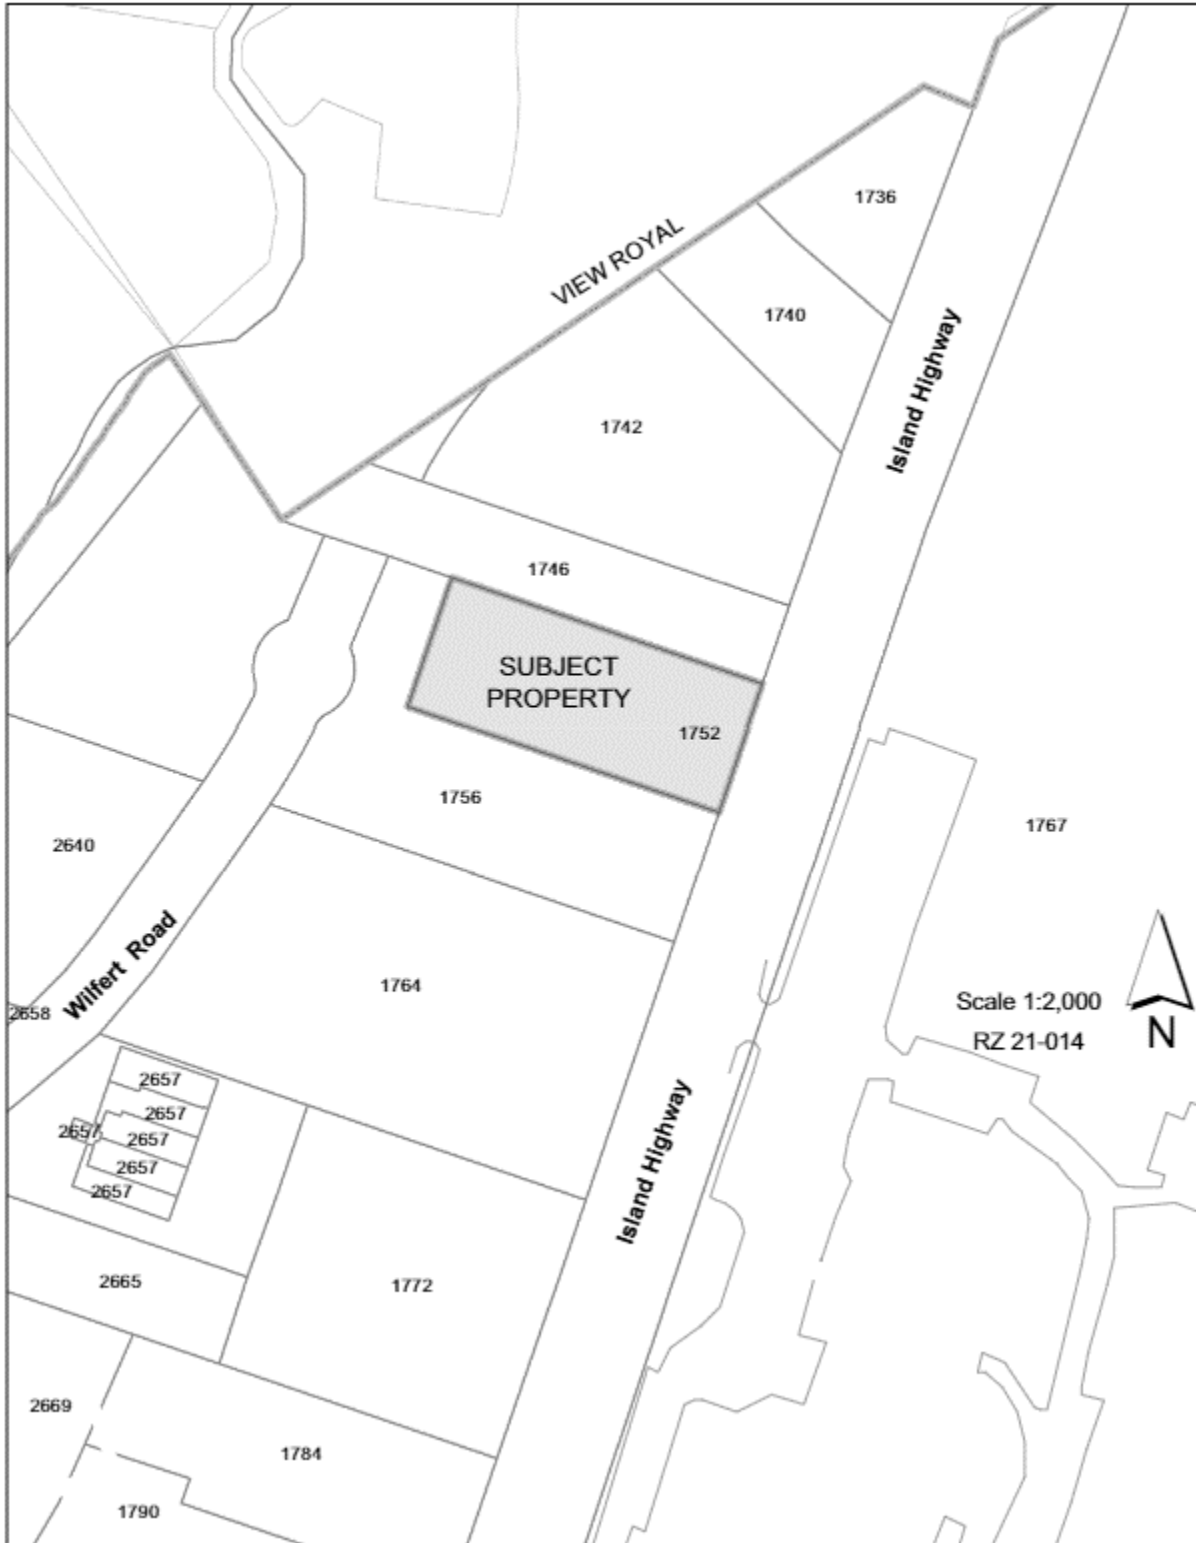 1736
VIEW ROYAL
1740
Island Highway
1742
1746
SUBJECT
PROPERTY
1752
1756
1767
2640
Wilfert Road
1764
Scale 1:2,000
2658
N
RZ 21-014
2657
2657
2657
2657
2657
2657
Island Highway
2665
1772
2669
1784
1790